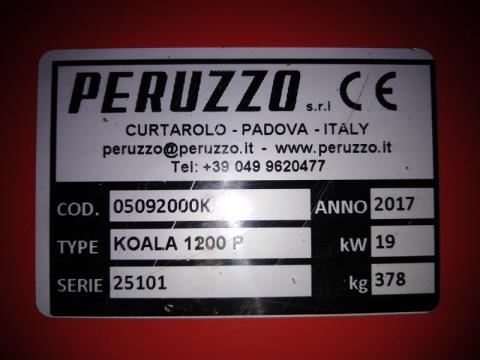 PERUZZO s.r.l CE
CURTAROLO - PADOVA - ITALY
peruzzo@peruzzo.it - www.peruzzo.it
Tel: +39 049 9620477
COD. 05092000K ANNO 2017
TYPE KOALA 1200 P kW 19
SERIE 25101 kg 378